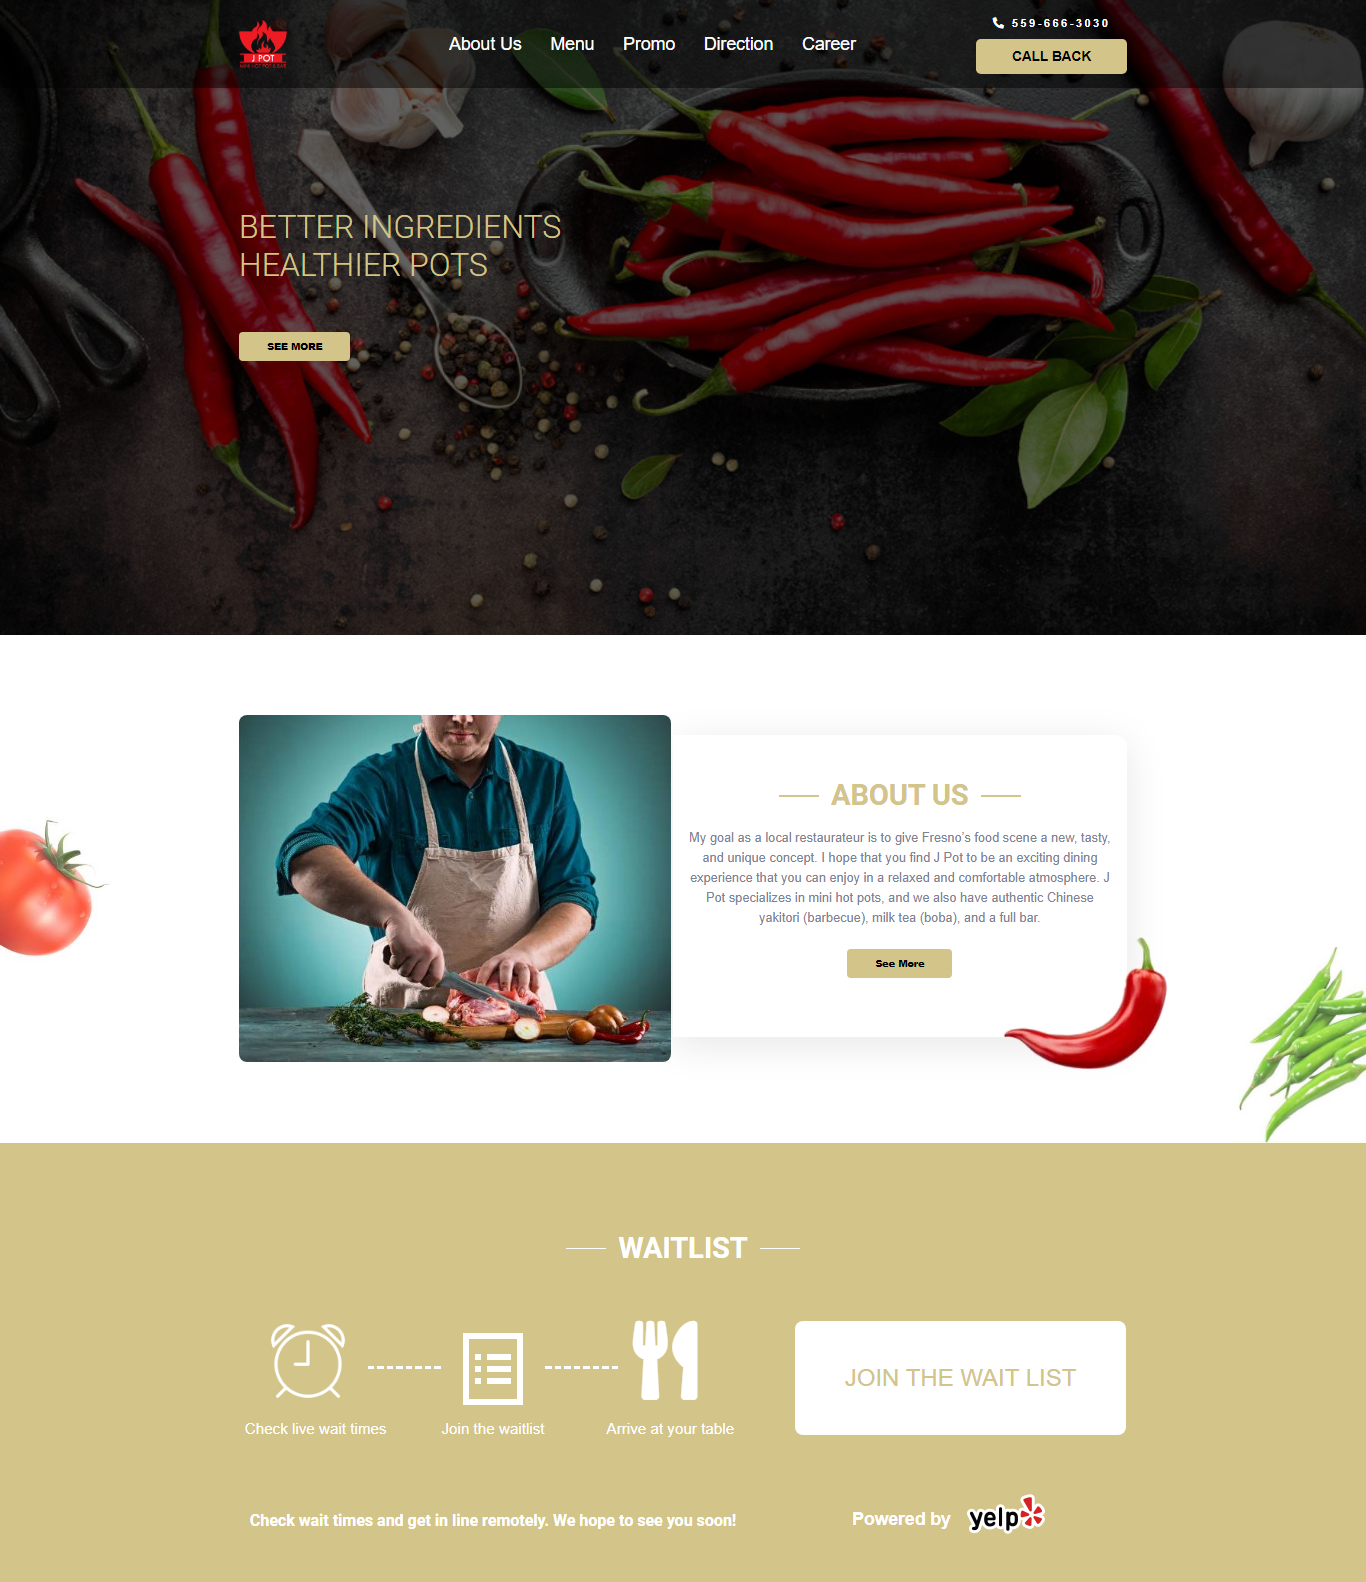 J POT
About Us
Menu
Promo
Direction
Career
559-666-3030
CALL BACK
BETTER INGREDIENTS
HEALTHIER POTS
SEE MORE
ABOUT US
My goal as a local restaurateur is to give Fresno's food scene a new, tasty,
and unique concept. I hope that you find J Pot to be an exciting dining
experience that you can enjoy in a relaxed and comfortable atmosphere. J
Pot specializes in mini hot pots, and we also have authentic Chinese
yakitori (barbecue), milk tea (boba), and a full bar.
See More
WAITLIST
Check live wait times
Join the waitlist
Arrive at your table
JOIN THE WAIT LIST
Check wait times and get in line remotely. We hope to see you soon!
Powered by yelp